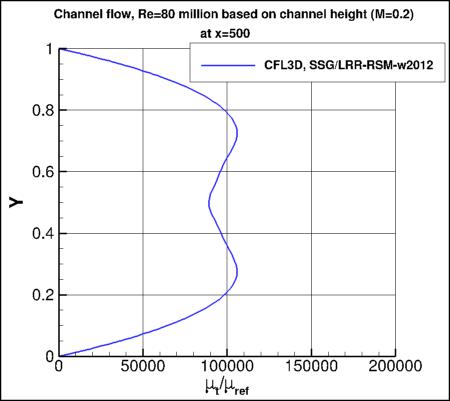 Channel flow, Re=80 million based on channel height (M=0.2)
at x=500
CFL3D, SSG/LRR-RSM-w2012
1
0.8
0.6
Y
0.4
0.2
0
0 50000 100000 150000 200000
μt/μref